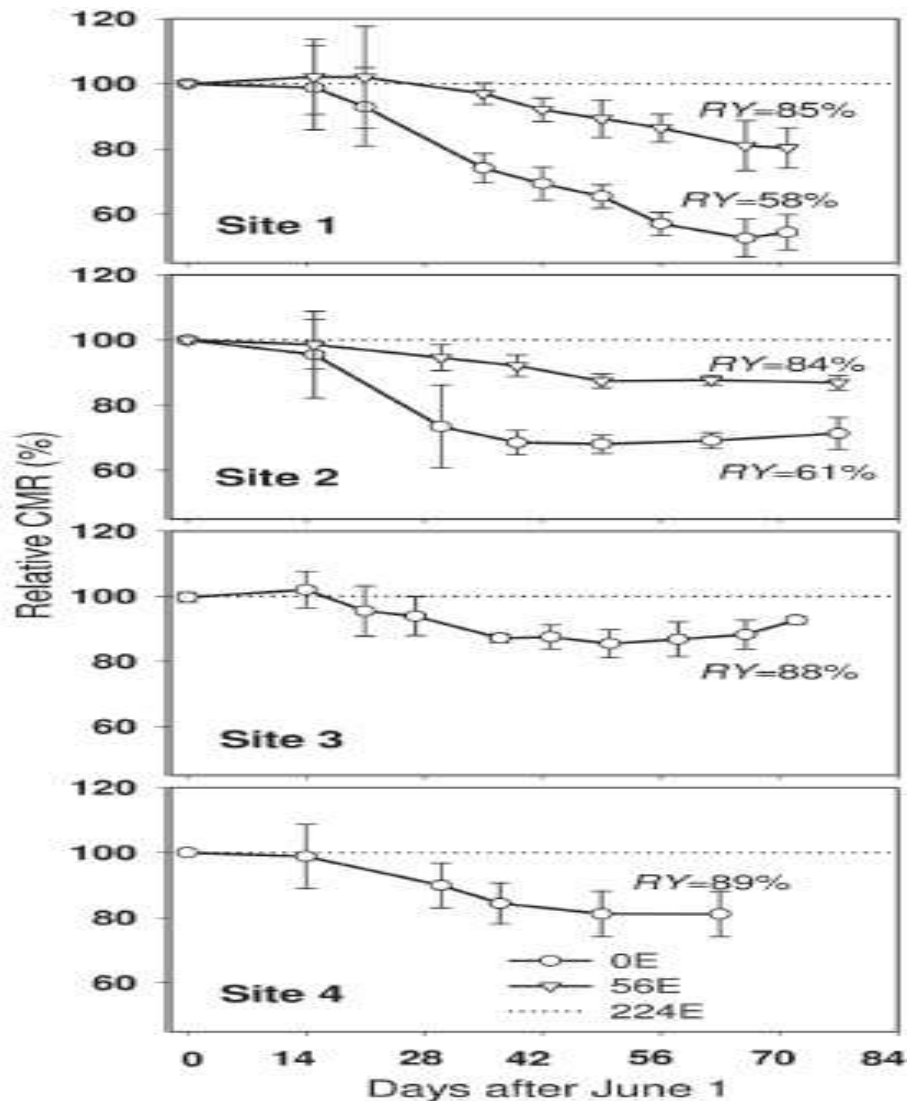 120
100
80
60
RY=85%
RY=58%
Site 1
120
100
80
60
RY=84%
RY=61%
Site 2
Relative CMR (%)
120
100
80
60
RY=88%
Site 3
120
100
80
60
RY=89%
Site 4
0E
56E
224E
0 14 28 42 56 70 84
Days after June 1